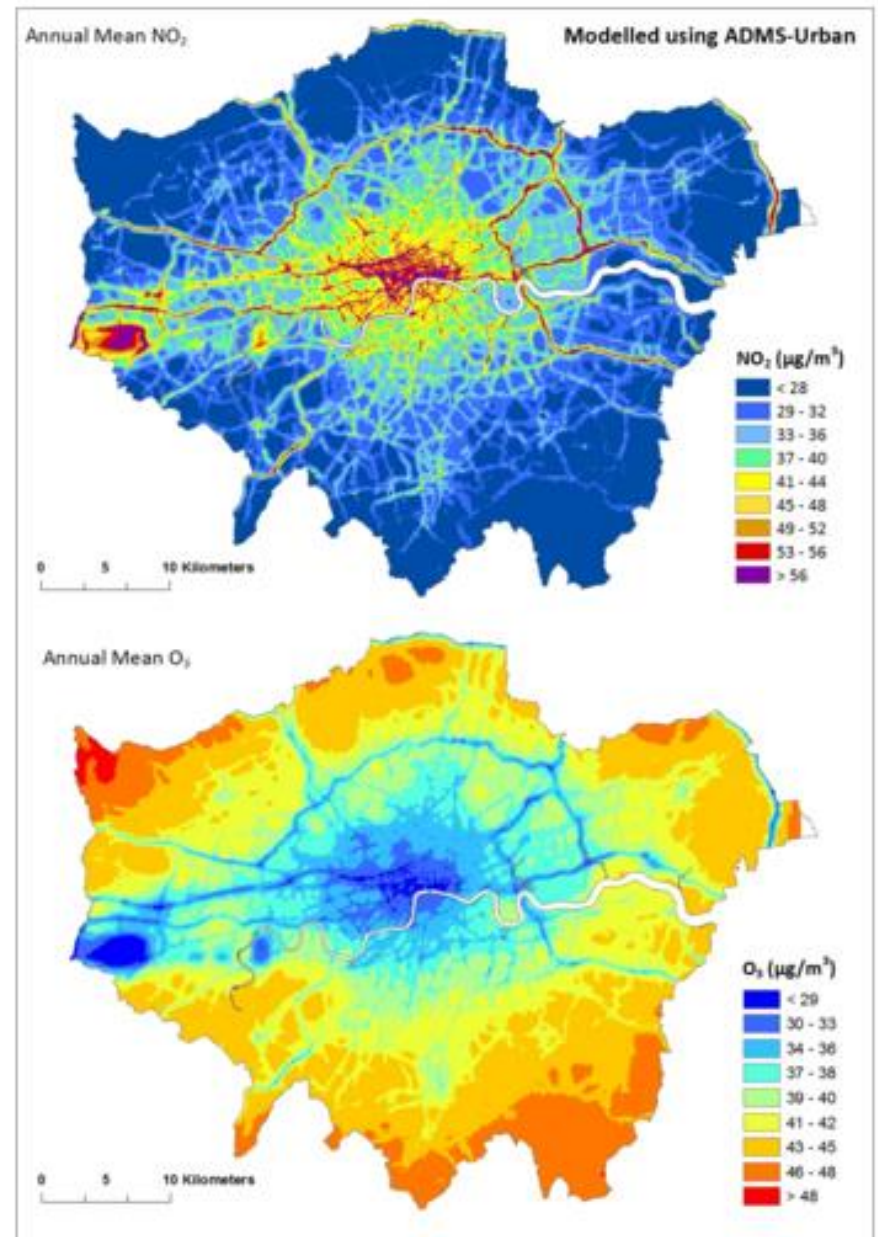 Annual Mean NO₂
Modelled using ADMS-Urban
NO₂ (µg/m³)
< 28
29 - 32
33 - 36
37 - 40
41 - 44
45 - 48
49 - 52
53 - 56
> 56
0 5 10 Kilometers
Annual Mean O₃
O₃ (µg/m³)
< 29
30 - 33
34 - 36
37 - 38
39 - 40
41 - 42
43 - 45
46 - 48
> 48
0 5 10 Kilometers